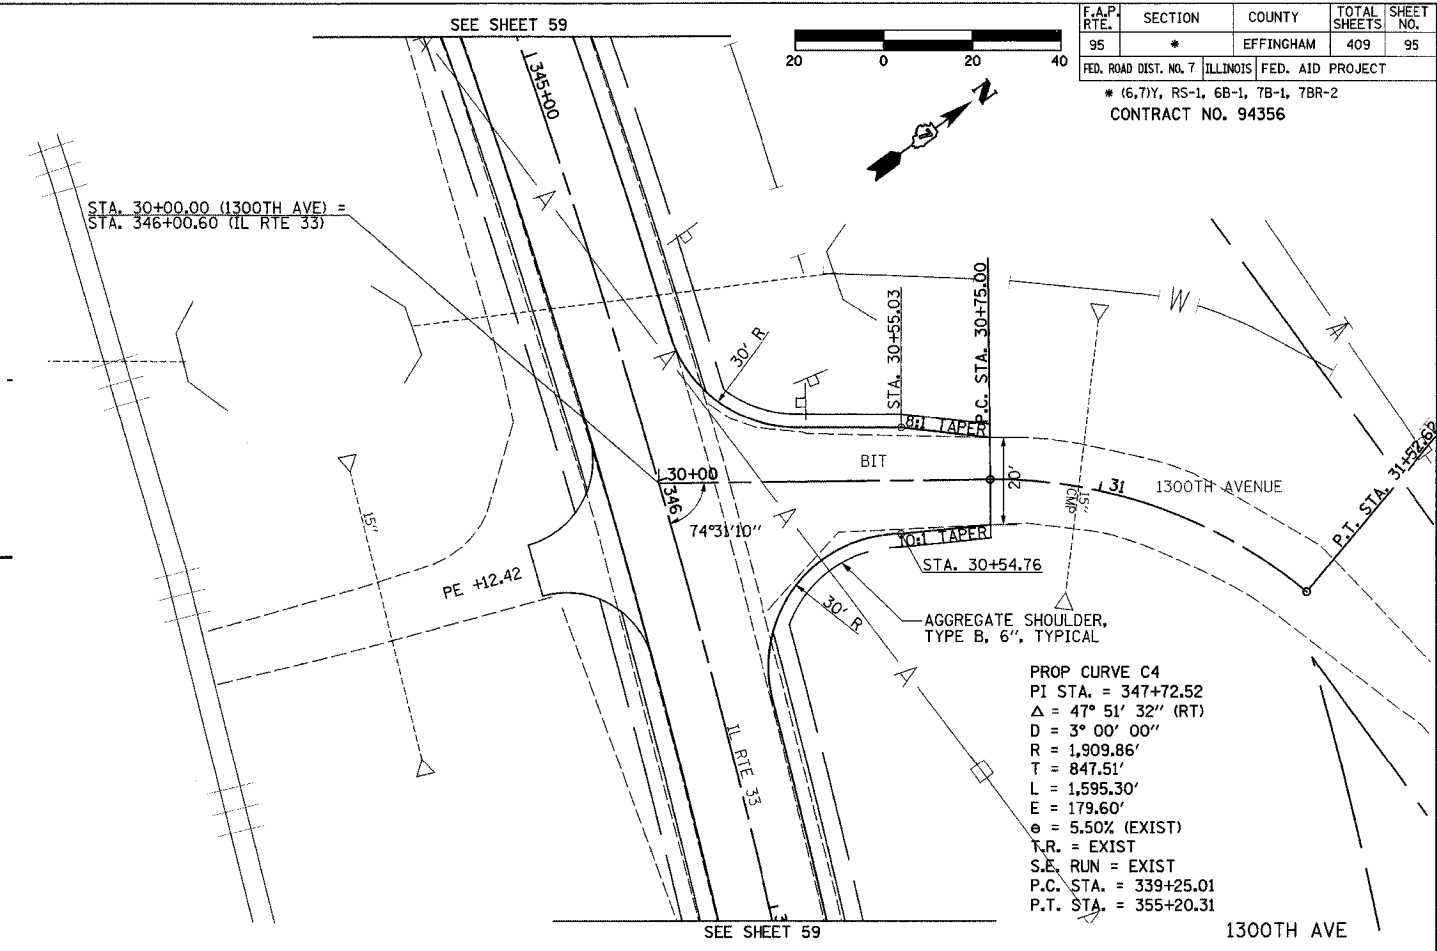 SEE SHEET 59
20 0 20 40
F.A.P. RTE. SECTION COUNTY TOTAL SHEETS SHEET NO.
95 * EFFINGHAM 409 95
FED. ROAD DIST. NO. 7 ILLINOIS FED. AID PROJECT
* (6,7)Y, RS-1, 6B-1, 7B-1, 7BR-2
CONTRACT NO. 94356
N
7
345+00
STA. 30+00.00 (1300TH AVE) =
STA. 346+00.60 (IL RTE 33)
A
T
W
A
A
30' R
STA. 30+55.03
P.C. STA. 30+75.00
8:1 TAPER
BIT
30+00
346
74°31'10"
20'
15" CMP
31
1300TH AVENUE
P.T. STA. 31+52.62
A
15"
10:1 TAPER
STA. 30+54.76
PE +12.42
30' R
AGGREGATE SHOULDER,
TYPE B, 6", TYPICAL
A
IL RTE 33
PROP CURVE C4
PI STA. = 347+72.52
Δ = 47° 51' 32" (RT)
D = 3° 00' 00"
R = 1,909.86'
T = 847.51'
L = 1,595.30'
E = 179.60'
e = 5.50% (EXIST)
T.R. = EXIST
S.E. RUN = EXIST
P.C. STA. = 339+25.01
P.T. STA. = 355+20.31
SEE SHEET 59
1300TH AVE